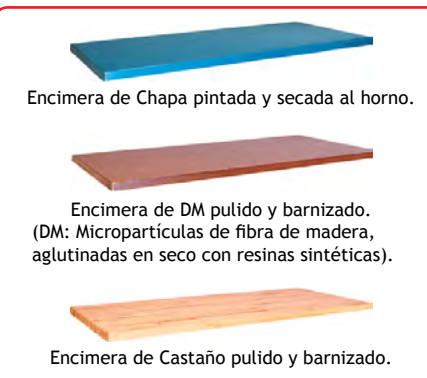 Encimera de Chapa pintada y secada al horno.
Encimera de DM pulido y barnizado.
(DM: Micropartículas de fibra de madera,
aglutinadas en seco con resinas sintéticas).
Encimera de Castaño pulido y barnizado.